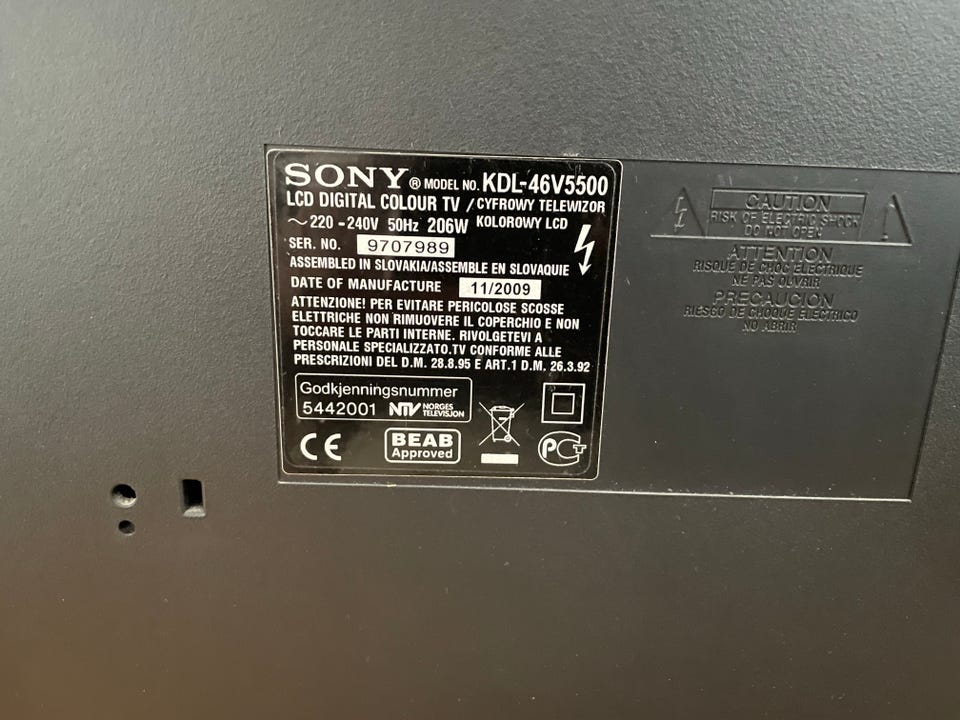 SONY® MODEL NO. KDL-46V5500
LCD DIGITAL COLOUR TV / CYFROWY TELEWIZOR
~220 - 240V 50Hz 206W KOLOROWY LCD
SER. NO. 9707989
ASSEMBLED IN SLOVAKIA/ASSEMBLE EN SLOVAQUIE
DATE OF MANUFACTURE 11/2009
ATTENZIONE! PER EVITARE PERICOLOSE SCOSSE
ELETTRICHE NON RIMUOVERE IL COPERCHIO E NON
TOCCARE LE PARTI INTERNE. RIVOLGETEVI A
PERSONALE SPECIALIZZATO.TV CONFORME ALLE
PRESCRIZIONI DEL D.M. 28.8.95 E ART.1 D.M. 26.3.92
Godkjenningsnummer
5442001 NTV NORGES
TELEVISJON
CE
BEAB
Approved
PCT
CAUTION
RISK OF ELECTRIC SHOCK
DO NOT OPEN
ATTENTION
RISQUE DE CHOC ELECTRIQUE
NE PAS OUVRIR
PRECAUCION
RIESGO DE CHOQUE ELECTRICO
NO ABRIR